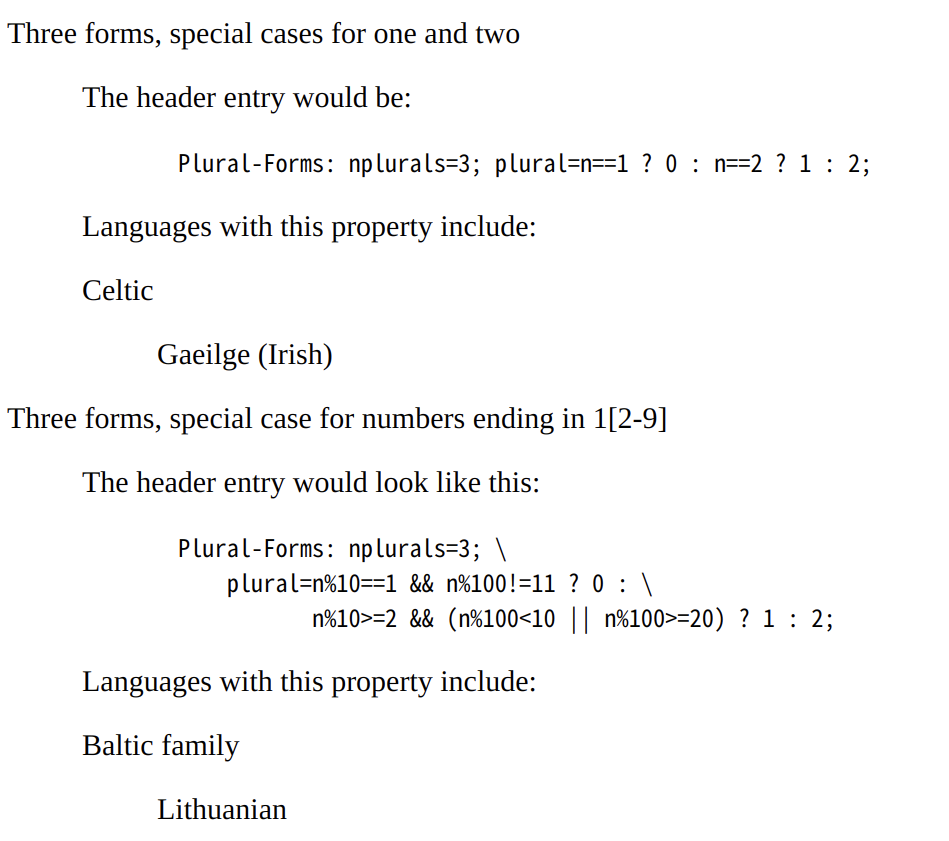 Three forms, special cases for one and two
The header entry would be:
Plural-Forms: nplurals=3; plural=n==1 ? 0 : n==2 ? 1 : 2;
Languages with this property include:
Celtic
Gaeilge (Irish)
Three forms, special case for numbers ending in 1[2-9]
The header entry would look like this:
Plural-Forms: nplurals=3; \
plural=n%10==1 && n%100!=11 ? 0 : \
n%10>=2 && (n%100<10 || n%100>=20) ? 1 : 2;
Languages with this property include:
Baltic family
Lithuanian